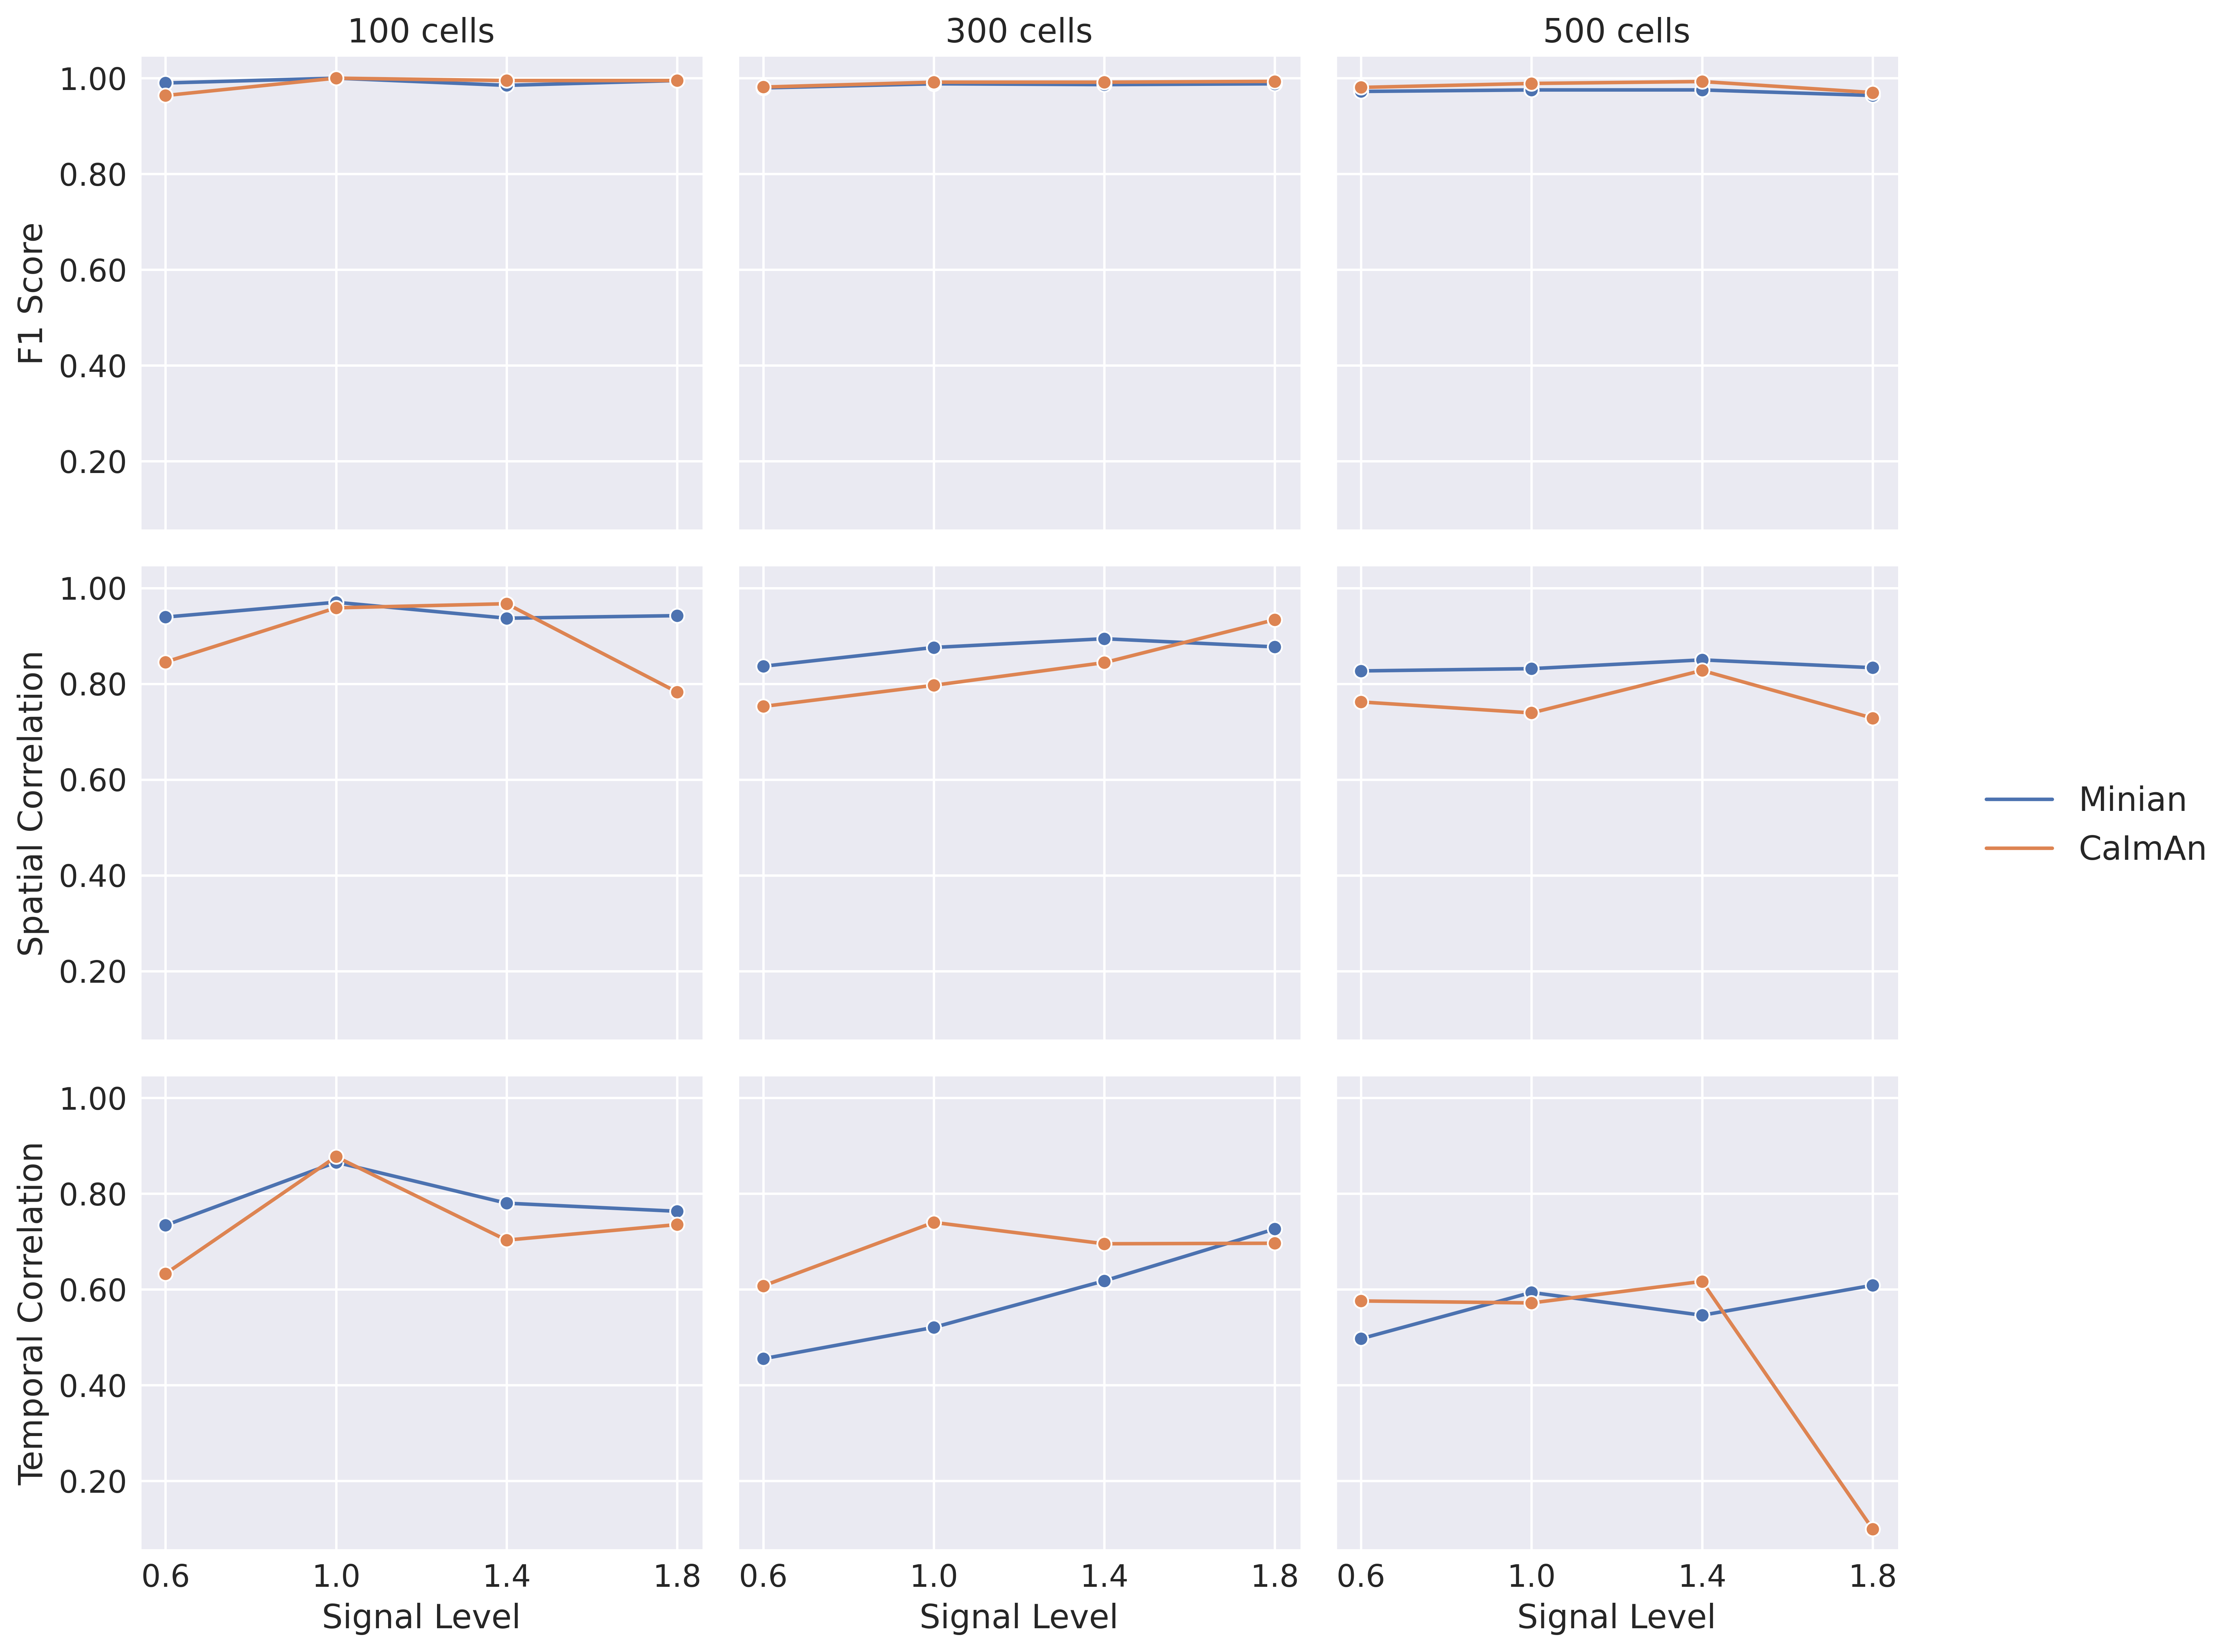 100 cells
300 cells
500 cells
1.00
0.80
0.60
0.40
0.20
F1 Score
1.00
0.80
0.60
0.40
0.20
Spatial Correlation
Minian
CaImAn
1.00
0.80
0.60
0.40
0.20
Temporal Correlation
0.6 1.0 1.4 1.8
0.6 1.0 1.4 1.8
0.6 1.0 1.4 1.8
Signal Level
Signal Level
Signal Level